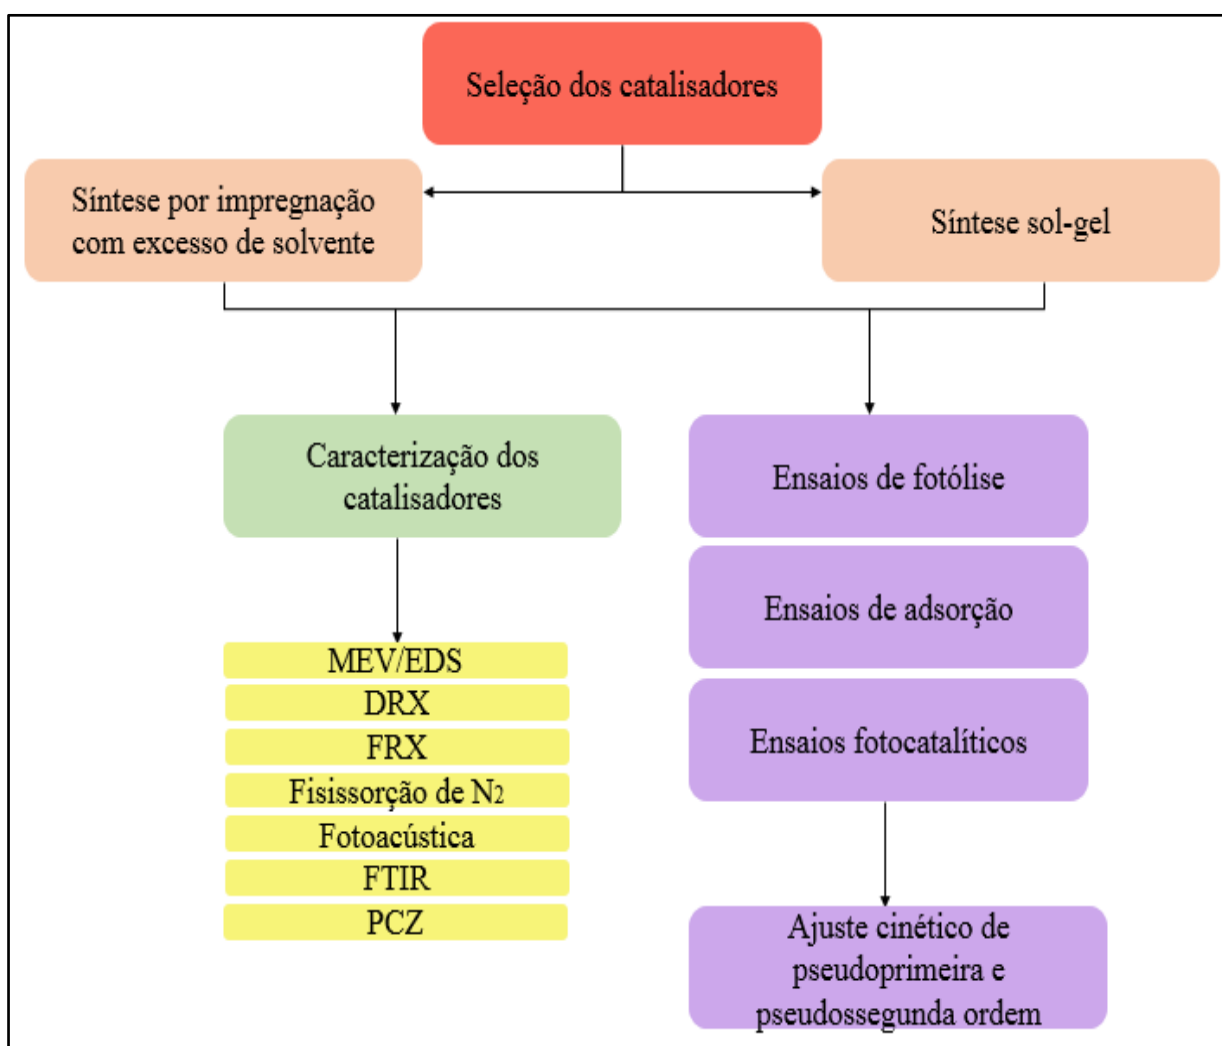 Seleção dos catalisadores
Síntese por impregnação
com excesso de solvente
Síntese sol-gel
Caracterização dos
catalisadores
MEV/EDS
DRX
FRX
Fisissorção de N2
Fotoacústica
FTIR
PCZ
Ensaios de fotólise
Ensaios de adsorção
Ensaios fotocatalíticos
Ajuste cinético de
pseudoprimeira e
pseudossegunda ordem